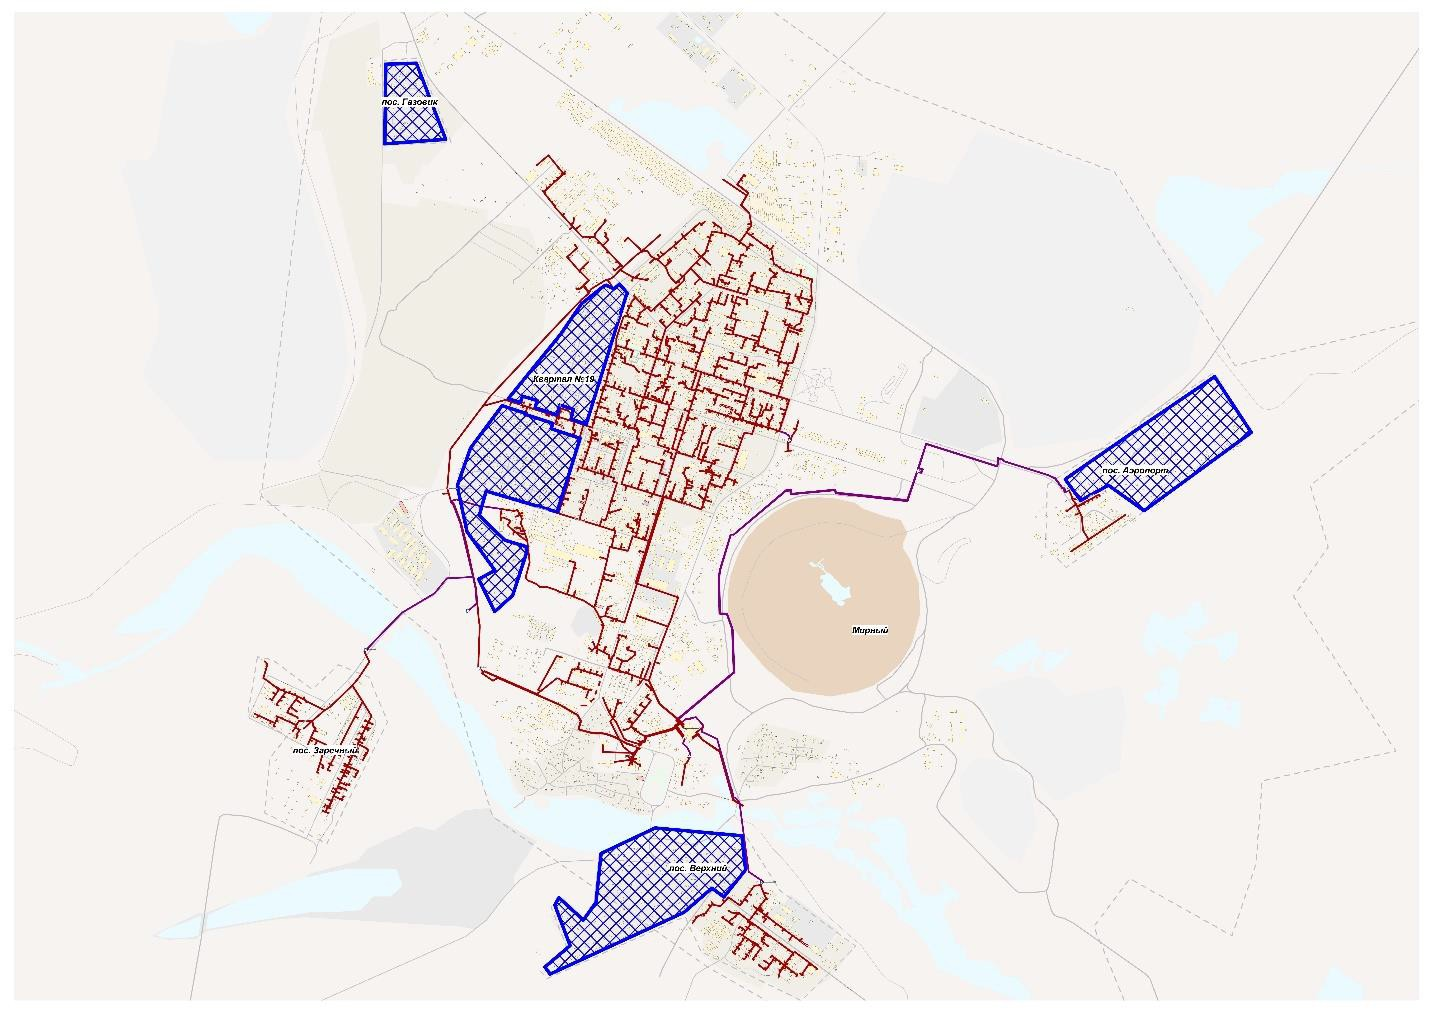 пос. Газовик
Квартал №19
пос. Аэропорт
Мирный
пос. Заречный
пос. Верхний